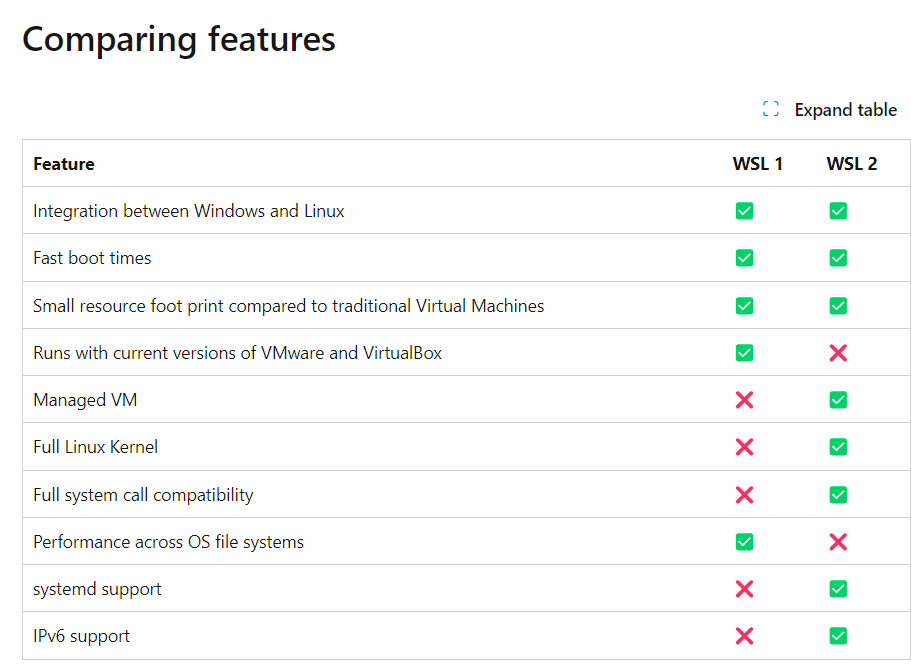 Comparing features
Expand table
Feature WSL 1 WSL 2
Integration between Windows and Linux ✅ ✅
Fast boot times ✅ ✅
Small resource foot print compared to traditional Virtual Machines ✅ ✅
Runs with current versions of VMware and VirtualBox ✅ ❌
Managed VM ❌ ✅
Full Linux Kernel ❌ ✅
Full system call compatibility ❌ ✅
Performance across OS file systems ✅ ❌
systemd support ❌ ✅
IPv6 support ❌ ✅